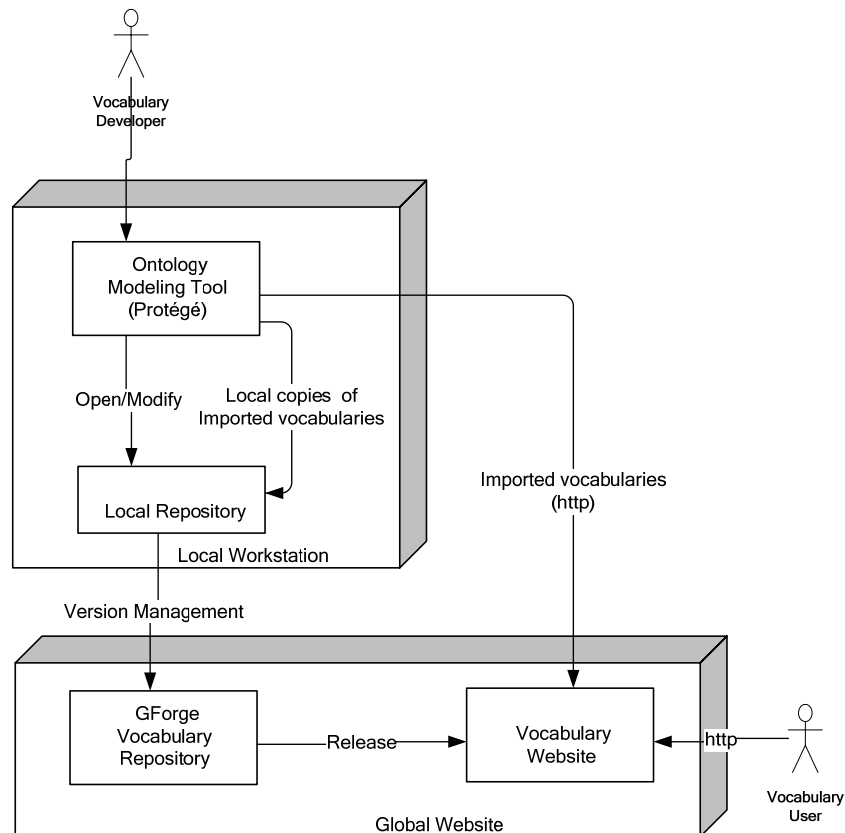 Vocabulary
Developer
Ontology
Modeling Tool
(Protégé)
Open/Modify
Local copies of
Imported vocabularies
Imported vocabularies
(http)
Local Repository
Local Workstation
Version Management
GForge
Vocabulary
Repository
Release
Vocabulary
Website
http
Vocabulary
User
Global Website